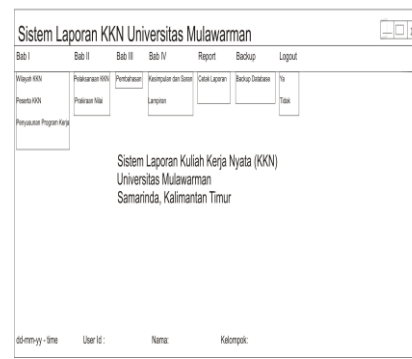 Sistem Laporan KKN Universitas Mulawarman
Bab I Bab II Bab III Bab IV Report Backup Logout
Wilayah KKN Pelaksanaan KKN Pembahasan Kesimpulan dan Saran Cetak Laporan Backup Database Ya
Peserta KKN Prakiraan Nilai Lampiran Tidak
Penyusunan Program Kerja
Sistem Laporan Kuliah Kerja Nyata (KKN)
Universitas Mulawarman
Samarinda, Kalimantan Timur
dd-mm-yy - time User Id : Nama: Kelompok: